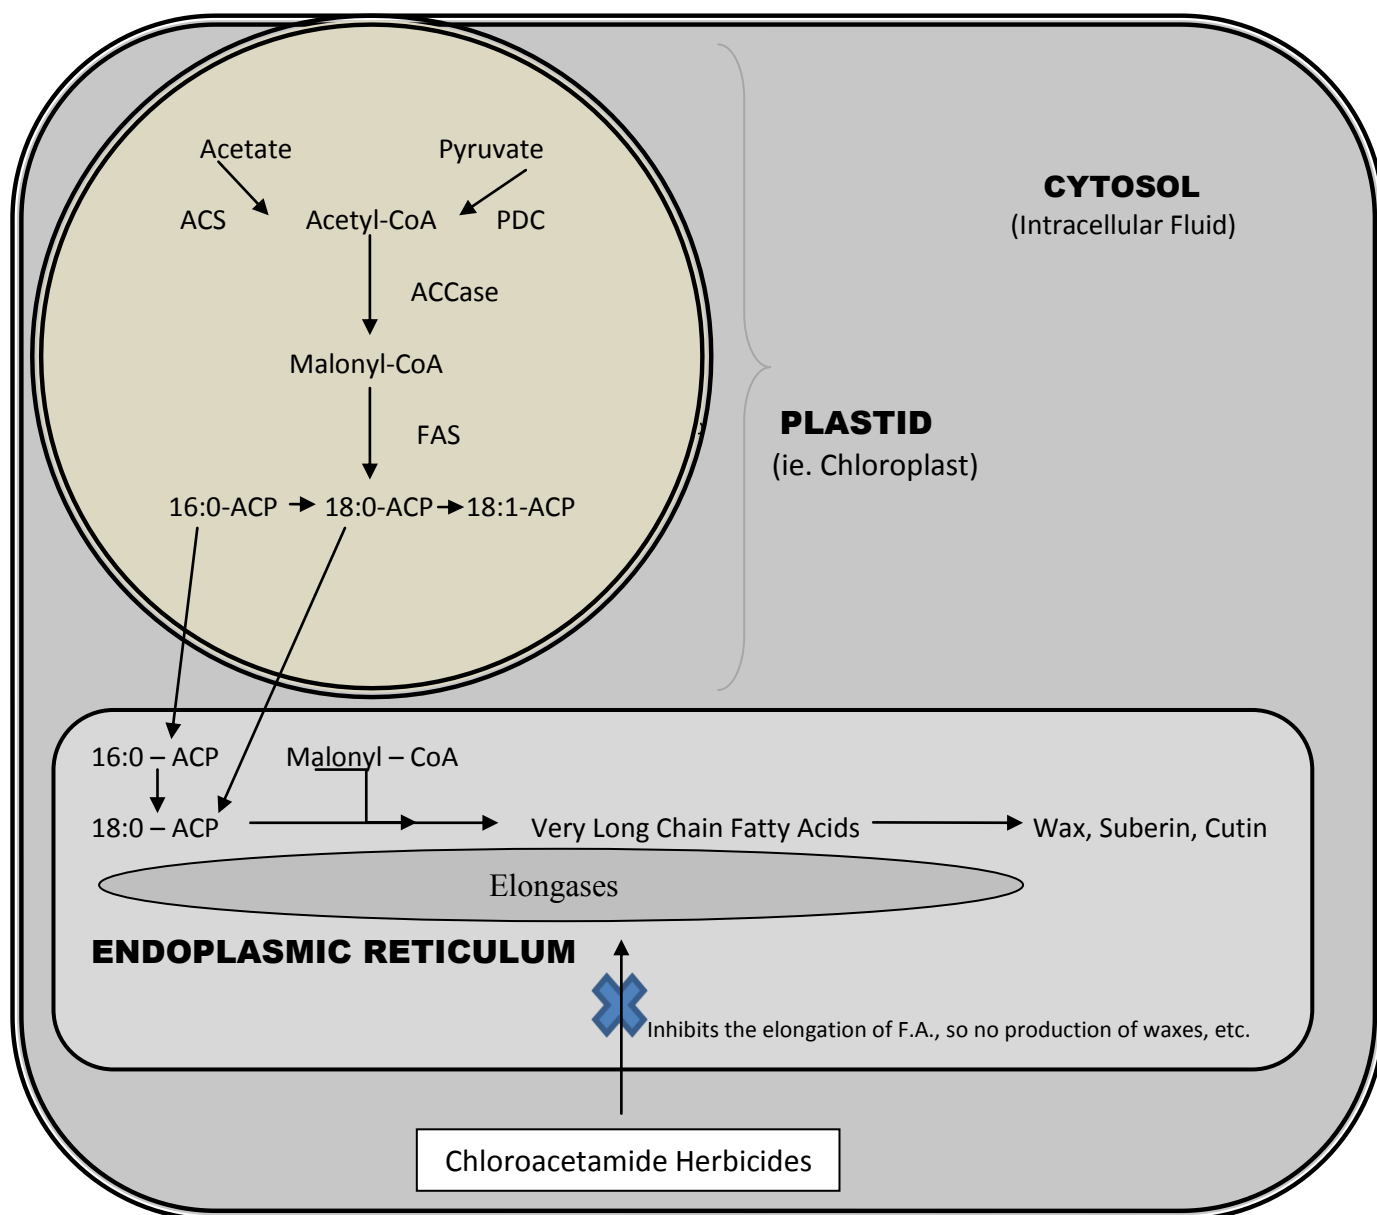 Acetate
Pyruvate
CYTOSOL
(Intracellular Fluid)
ACS
Acetyl-CoA
PDC
ACCase
Malonyl-CoA
FAS
PLASTID
(ie. Chloroplast)
16:0-ACP
18:0-ACP
18:1-ACP
16:0 – ACP
Malonyl – CoA
18:0 – ACP
Very Long Chain Fatty Acids
Wax, Suberin, Cutin
Elongases
ENDOPLASMIC RETICULUM
Inhibits the elongation of F.A., so no production of waxes, etc.
Chloroacetamide Herbicides